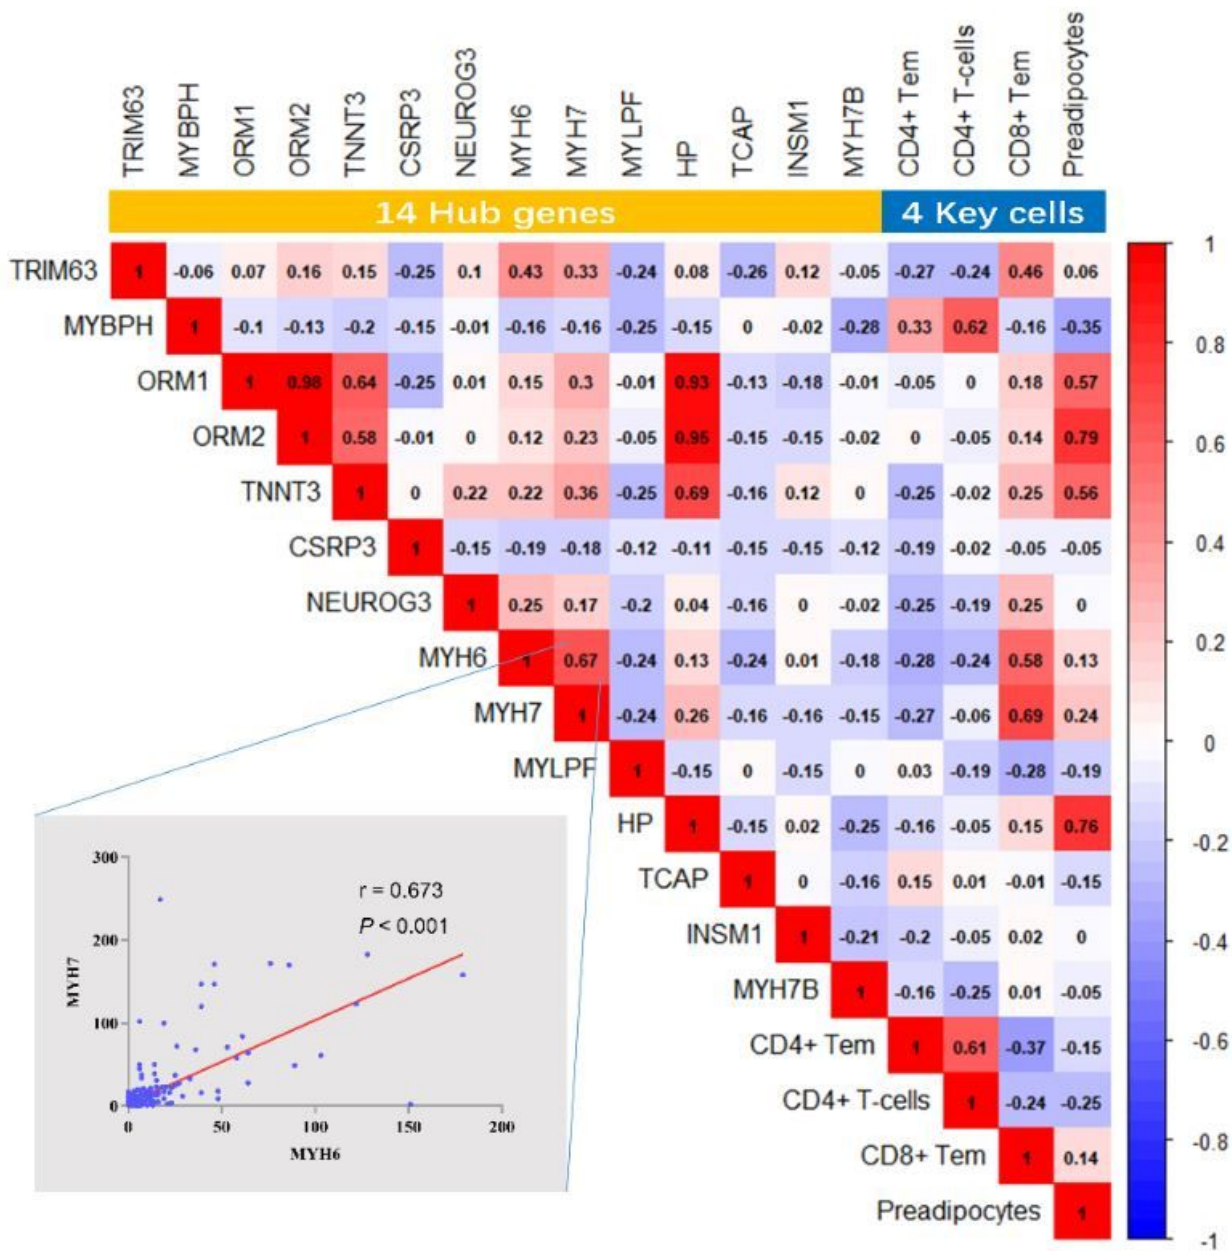 TRIM63 MYBPH ORM1 ORM2 TNNT3 CSRP3 NEUROG3 MYH6 MYH7 MYLPF HP TCAP INSM1 MYH7B CD4+ Tem CD4+ T-cells CD8+ Tem Preadipocytes
14 Hub genes 4 Key cells
TRIM63 1 -0.06 0.07 0.16 0.15 -0.25 0.1 0.43 0.33 -0.24 0.08 -0.26 0.12 -0.05 -0.27 -0.24 0.46 0.06
MYBPH 1 -0.1 -0.13 -0.2 -0.15 -0.01 -0.16 -0.16 -0.25 -0.15 0 -0.02 -0.28 0.33 0.62 -0.16 -0.35
ORM1 1 0.98 0.64 -0.25 0.01 0.15 0.3 -0.01 0.93 -0.13 -0.18 -0.01 -0.05 0 0.18 0.57
ORM2 1 0.58 -0.01 0 0.12 0.23 -0.05 0.95 -0.15 -0.15 -0.02 0 -0.05 0.14 0.79
TNNT3 1 0 0.22 0.22 0.36 -0.25 0.69 -0.16 0.12 0 -0.25 -0.02 0.25 0.56
CSRP3 1 -0.15 -0.19 -0.18 -0.12 -0.11 -0.15 -0.15 -0.12 -0.19 -0.02 -0.05 -0.05
NEUROG3 1 0.25 0.17 -0.2 0.04 -0.16 0 -0.02 -0.25 -0.19 0.25 0
MYH6 1 0.67 -0.24 0.13 -0.24 0.01 -0.18 -0.28 -0.24 0.58 0.13
MYH7 1 -0.24 0.26 -0.16 -0.16 -0.15 -0.27 -0.06 0.69 0.24
MYLPF 1 -0.15 0 -0.15 0 0.03 -0.19 -0.28 -0.19
HP 1 -0.15 0.02 -0.25 -0.16 -0.05 0.15 0.76
TCAP 1 0 -0.16 0.15 0.01 -0.01 -0.15
INSM1 1 -0.21 -0.2 -0.05 0.02 0
MYH7B 1 -0.16 -0.25 0.01 -0.05
CD4+ Tem 1 0.61 -0.37 -0.15
CD4+ T-cells 1 -0.24 -0.25
CD8+ Tem 1 0.14
Preadipocytes 1
1
0.8
0.6
0.4
0.2
0
-0.2
-0.4
-0.6
-0.8
-1
r = 0.673
P < 0.001
MYH7
300
200
100
0
0 50 100 150 200
MYH6